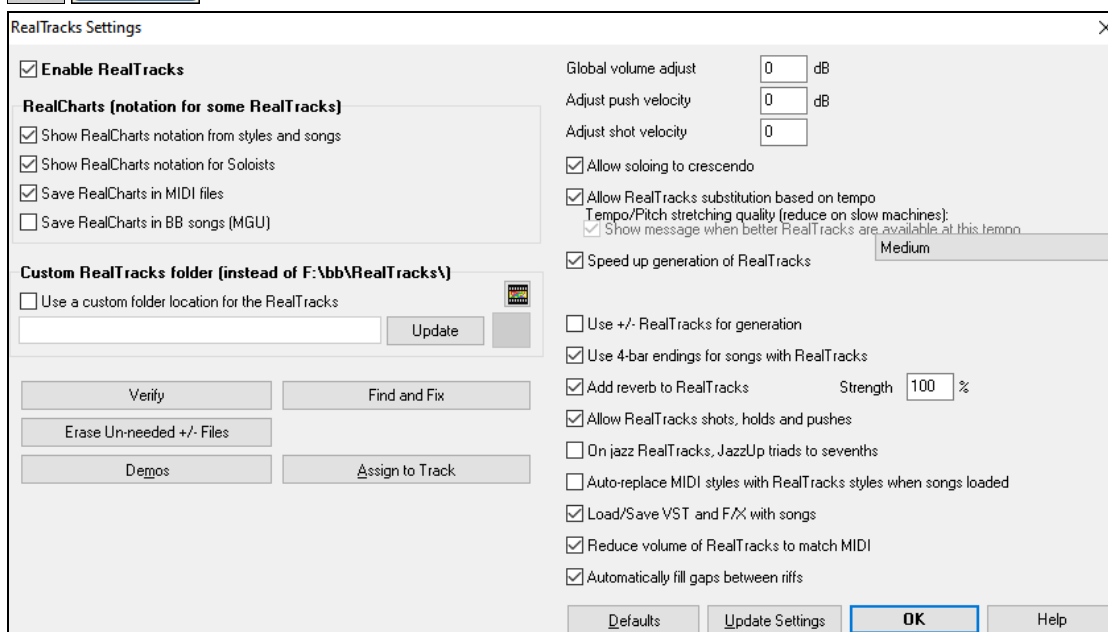 RealTracks Settings
Enable RealTracks
RealCharts (notation for some RealTracks)
Show RealCharts notation from styles and songs
Show RealCharts notation for Soloists
Save RealCharts in MIDI files
Save RealCharts in BB songs (MGU)
Custom RealTracks folder (instead of F:\bb\RealTracks\)
Use a custom folder location for the RealTracks
Update
Verify
Find and Fix
Erase Un-needed +/- Files
Demos
Assign to Track
Global volume adjust 0 dB
Adjust push velocity 0 dB
Adjust shot velocity 0
Allow soloing to crescendo
Allow RealTracks substitution based on tempo
Tempo/Pitch stretching quality (reduce on slow machines):
Show message when better RealTracks are available at this tempo
Medium
Speed up generation of RealTracks
Use +/- RealTracks for generation
Use 4-bar endings for songs with RealTracks
Add reverb to RealTracks Strength 100 %
Allow RealTracks shots, holds and pushes
On jazz RealTracks, JazzUp triads to sevenths
Auto-replace MIDI styles with RealTracks styles when songs loaded
Load/Save VST and F/X with songs
Reduce volume of RealTracks to match MIDI
Automatically fill gaps between riffs
Defaults
Update Settings
OK
Help